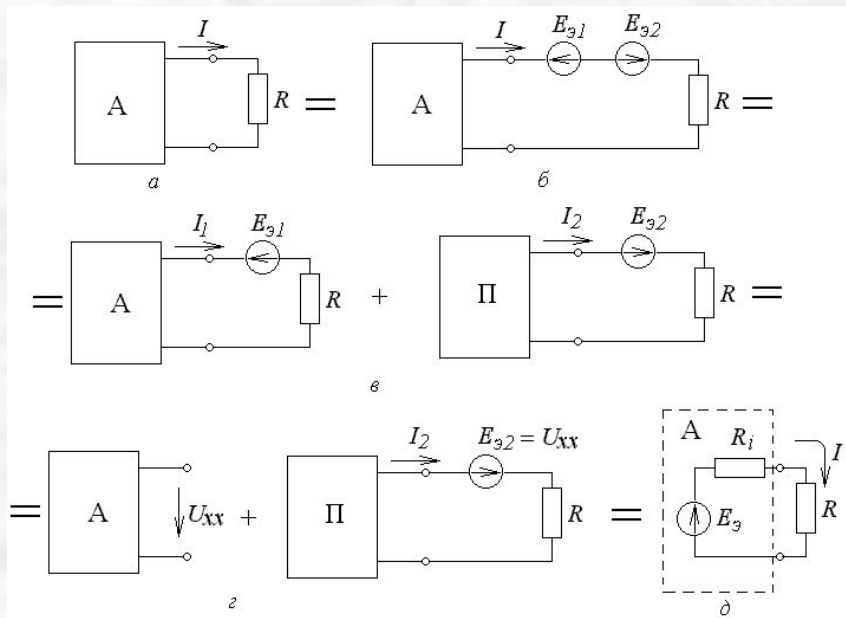 I I Eэ1 Eэ2
А R = А R =
а б
I1 Eэ1 I2 Eэ2
= А R + П R =
в
I2 Eэ2 = Uxx А Ri I
= А Uxx + П R = Eэ R
г д